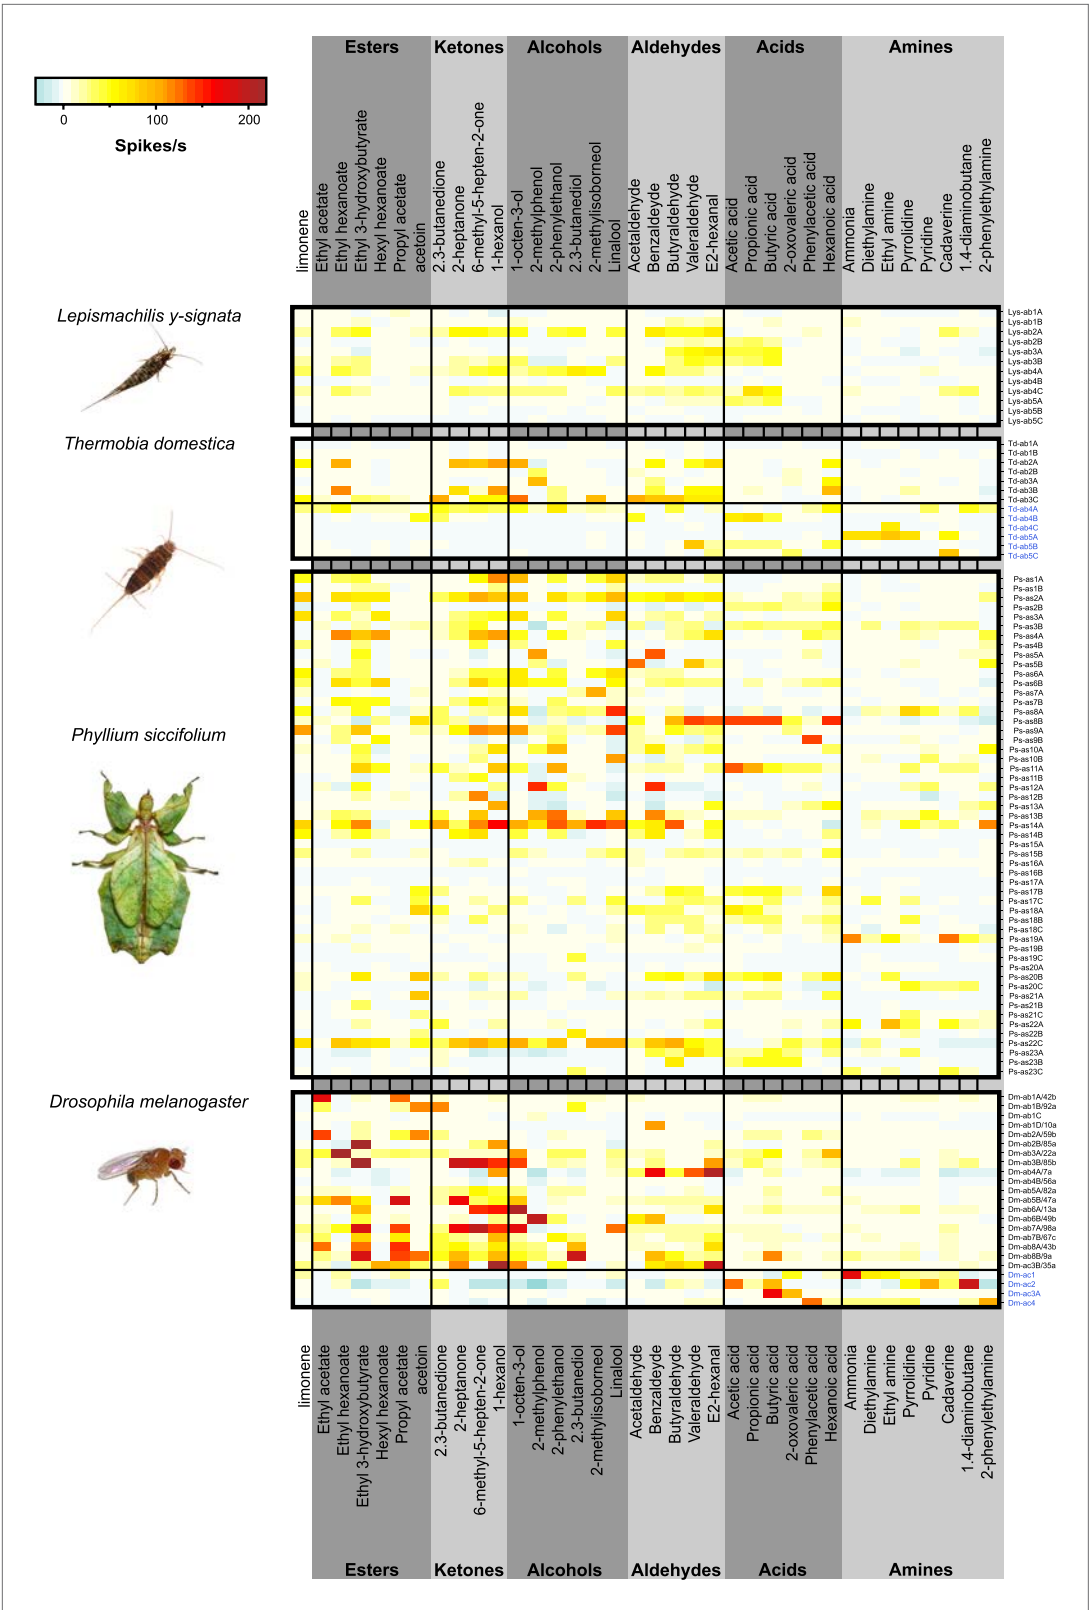 Esters Ketones Alcohols Aldehydes Acids Amines
0 100 200
Spikes/s
limonene
Ethyl acetate
Ethyl hexanoate
Ethyl 3-hydroxybutyrate
Hexyl hexanoate
Propyl acetate
acetoin
2.3-butanedione
2-heptanone
6-methyl-5-hepten-2-one
1-hexanol
1-octen-3-ol
2-methylphenol
2-phenylethanol
2.3-butanediol
2-methylisoborneol
Linalool
Acetaldehyde
Benzaldeyde
Butyraldehyde
Valeraldehyde
E2-hexanal
Acetic acid
Propionic acid
Butyric acid
2-oxovaleric acid
Phenylacetic acid
Hexanoic acid
Ammonia
Diethylamine
Ethyl amine
Pyrrolidine
Pyridine
Cadaverine
1.4-diaminobutane
2-phenylethylamine
Lepismachilis y-signata
Lys-ab1A
Lys-ab1B
Lys-ab2A
Lys-ab2B
Lys-ab3A
Lys-ab3B
Lys-ab4A
Lys-ab4B
Lys-ab4C
Lys-ab5A
Lys-ab5B
Lys-ab5C
Thermobia domestica
Td-ab1A
Td-ab1B
Td-ab2A
Td-ab2B
Td-ab3A
Td-ab3B
Td-ab3C
Td-ab4A
Td-ab4B
Td-ab4C
Td-ab5A
Td-ab5B
Td-ab5C
Phyllium siccifolium
Ps-as1A
Ps-as1B
Ps-as2A
Ps-as2B
Ps-as3A
Ps-as3B
Ps-as4A
Ps-as4B
Ps-as5A
Ps-as5B
Ps-as6A
Ps-as6B
Ps-as7A
Ps-as7B
Ps-as8A
Ps-as8B
Ps-as9A
Ps-as9B
Ps-as10A
Ps-as10B
Ps-as11A
Ps-as11B
Ps-as12A
Ps-as12B
Ps-as13A
Ps-as13B
Ps-as14A
Ps-as14B
Ps-as15A
Ps-as15B
Ps-as16A
Ps-as16B
Ps-as17A
Ps-as17B
Ps-as17C
Ps-as18A
Ps-as18B
Ps-as18C
Ps-as19A
Ps-as19B
Ps-as19C
Ps-as20A
Ps-as20B
Ps-as20C
Ps-as21A
Ps-as21B
Ps-as21C
Ps-as22A
Ps-as22B
Ps-as22C
Ps-as23A
Ps-as23B
Ps-as23C
Drosophila melanogaster
Dm-ab1A/42b
Dm-ab1B/92a
Dm-ab1C
Dm-ab1D/10a
Dm-ab2A/59b
Dm-ab2B/85a
Dm-ab3A/22a
Dm-ab3B/85b
Dm-ab4A/7a
Dm-ab4B/56a
Dm-ab5A/82a
Dm-ab5B/47a
Dm-ab6A/13a
Dm-ab6B/49b
Dm-ab7A/98a
Dm-ab7B/67c
Dm-ab8A/43b
Dm-ab8B/9a
Dm-ac3B/35a
Dm-ac1
Dm-ac2
Dm-ac3A
Dm-ac4
limonene
Ethyl acetate
Ethyl hexanoate
Ethyl 3-hydroxybutyrate
Hexyl hexanoate
Propyl acetate
acetoin
2.3-butanedione
2-heptanone
6-methyl-5-hepten-2-one
1-hexanol
1-octen-3-ol
2-methylphenol
2-phenylethanol
2.3-butanediol
2-methylisoborneol
Linalool
Acetaldehyde
Benzaldeyde
Butyraldehyde
Valeraldehyde
E2-hexanal
Acetic acid
Propionic acid
Butyric acid
2-oxovaleric acid
Phenylacetic acid
Hexanoic acid
Ammonia
Diethylamine
Ethyl amine
Pyrrolidine
Pyridine
Cadaverine
1.4-diaminobutane
2-phenylethylamine
Esters Ketones Alcohols Aldehydes Acids Amines